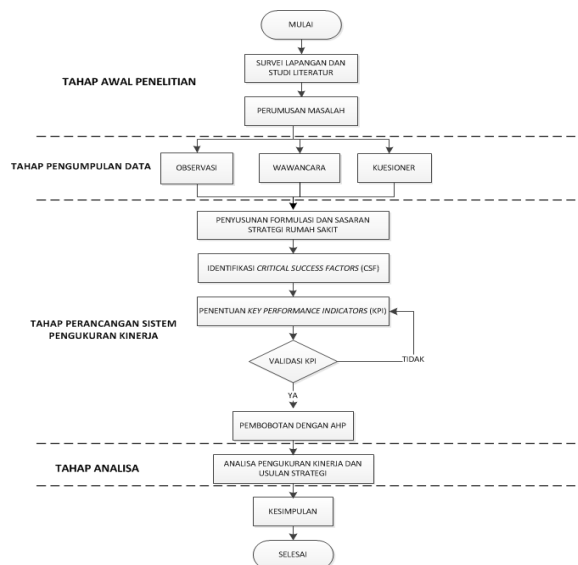 MULAI
SURVEI LAPANGAN DAN
STUDI LITERATUR
TAHAP AWAL PENELITIAN
PERUMUSAN MASALAH
TAHAP PENGUMPULAN DATA
OBSERVASI
WAWANCARA
KUESIONER
PENYUSUNAN FORMULASI DAN SASARAN
STRATEGI RUMAH SAKIT
IDENTIFIKASI CRITICAL SUCCESS FACTORS (CSF)
PENENTUAN KEY PERFORMANCE INDICATORS (KPI)
TAHAP PERANCANGAN SISTEM
PENGUKURAN KINERJA
VALIDASI KPI
TIDAK
YA
PEMBOBOTAN DENGAN AHP
TAHAP ANALISA
ANALISA PENGUKURAN KINERJA DAN
USULAN STRATEGI
KESIMPULAN
SELESAI